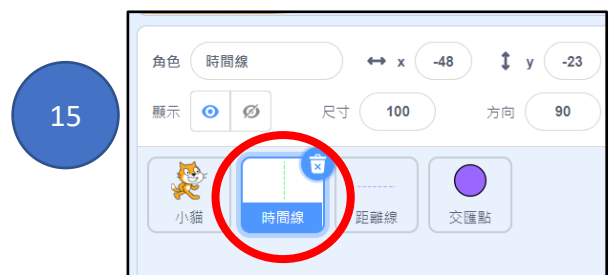 15
角色 時間線 x -48 y -23
顯示 尺寸 100 方向 90
小貓 時間線 距離線 交匯點